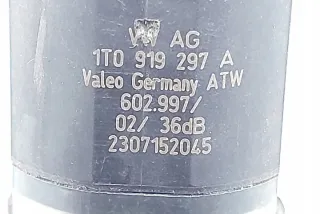 VW AG
1T0 919 297 A
Valeo Germany ATW
602.997/
02/ 36dB
2307152045